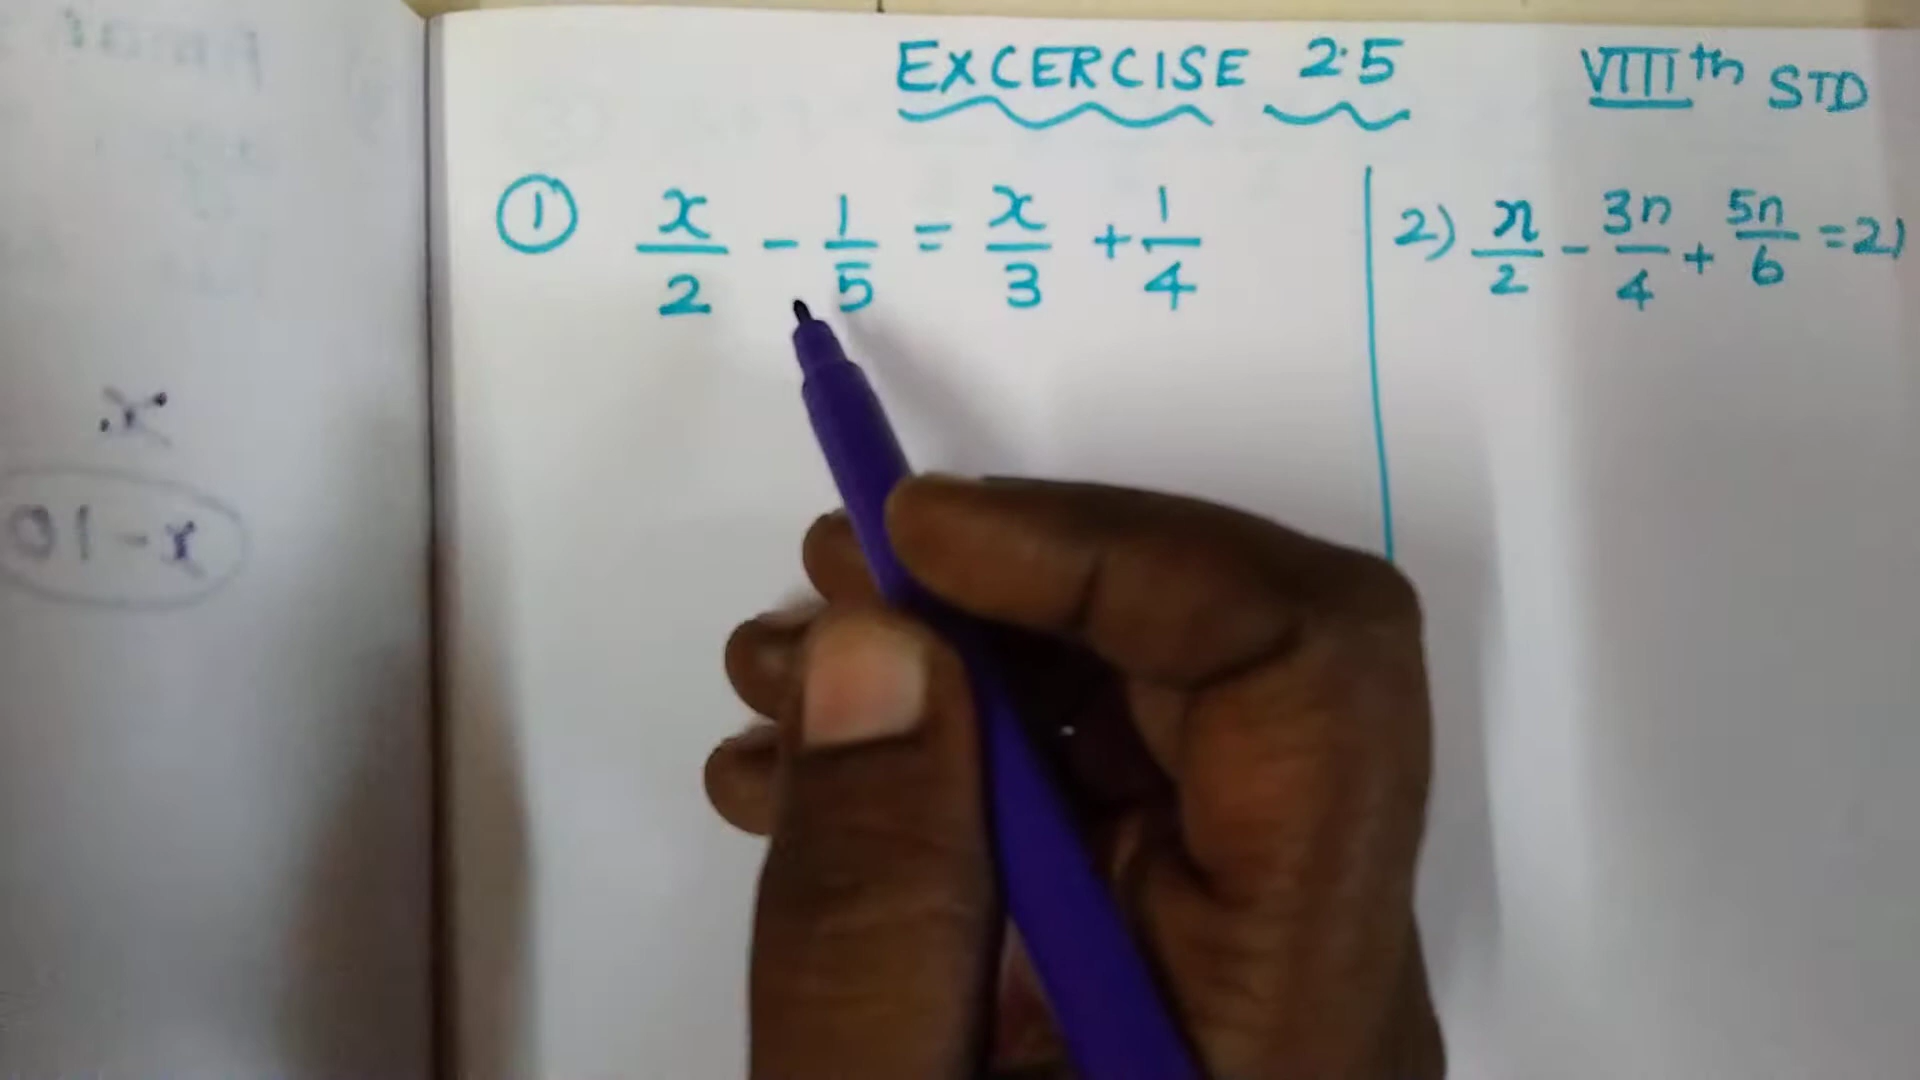 EXCERCISE 2.5
VIIIth STD
① x/2 - 1/5 = x/3 + 1/4
2) n/2 - 3n/4 + 5n/6 = 21
x
x-10